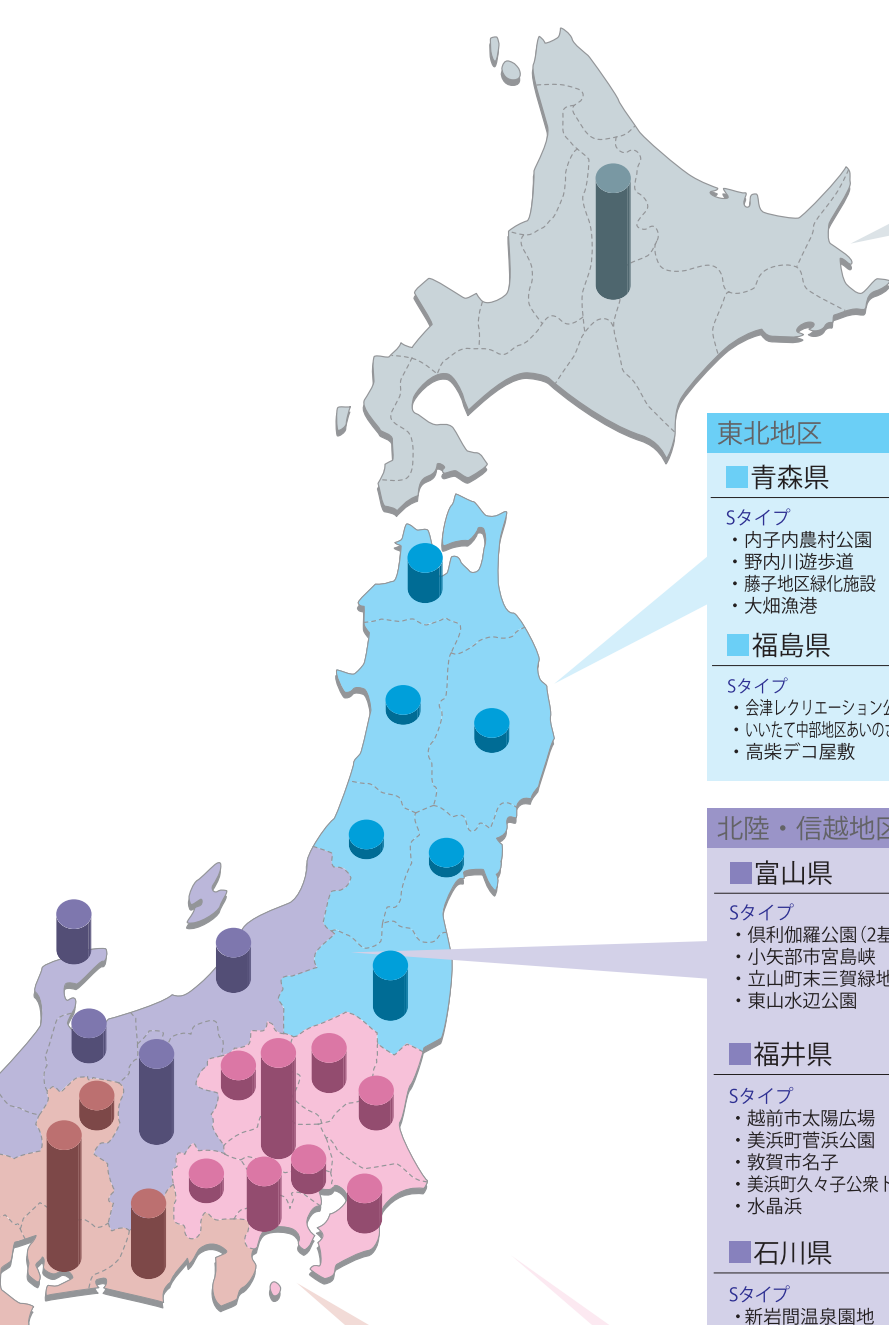 東北地区
青森県
Sタイプ
・内子内農村公園
・野内川遊歩道
・藤子地区緑化施設
・大畑漁港
福島県
Sタイプ
・会津レクリエーション公
・いいたて中部地区あいのさ
・高柴デコ屋敷
北陸・信越地区
富山県
Sタイプ
・倶利伽羅公園（2基
・小矢部市宮島峡
・立山町末三賀緑地
・東山水辺公園
福井県
Sタイプ
・越前市太陽広場
・美浜町菅浜公園
・敦賀市名子
・美浜町久々子公衆ト
・水晶浜
石川県
Sタイプ
・新岩間温泉園地